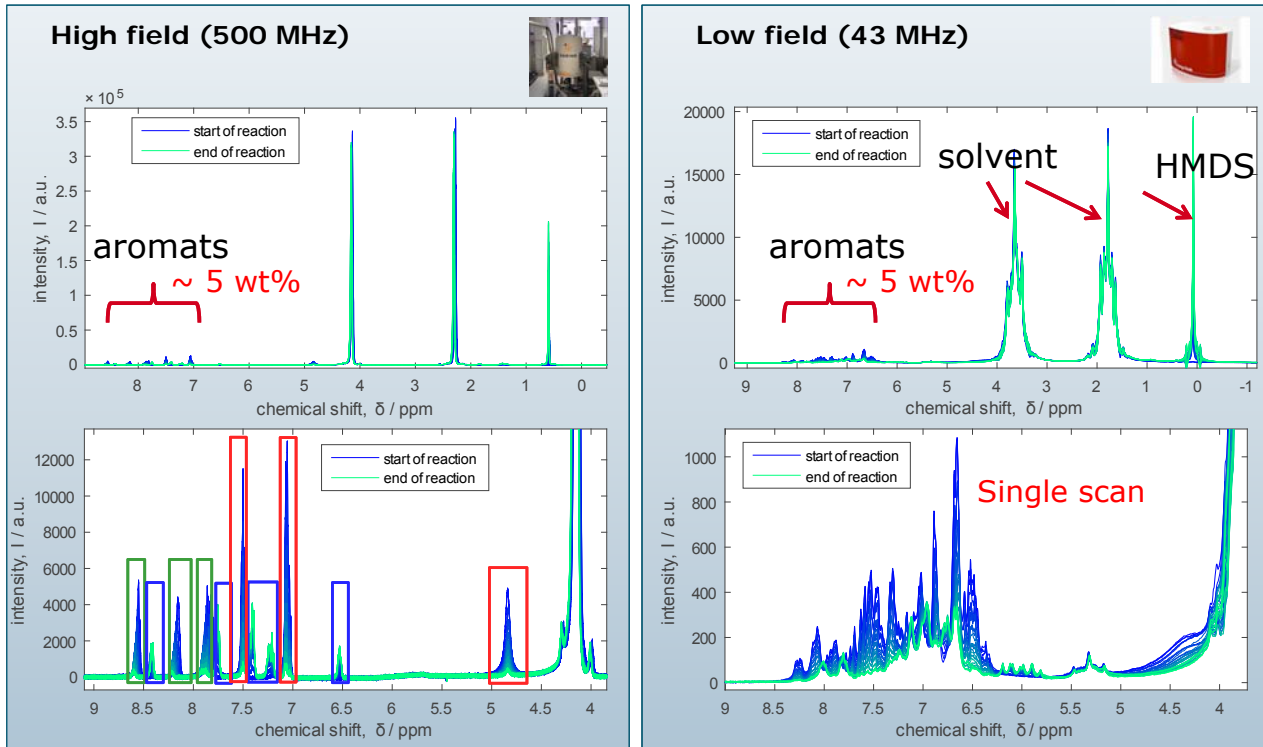 High field (500 MHz)
× 10⁵
3.5
3
2.5
2
1.5
1
0.5
0
intensity, I / a.u.
start of reaction
end of reaction
aromats
~ 5 wt%
8 7 6 5 4 3 2 1 0
chemical shift, δ / ppm
12000
10000
8000
6000
4000
2000
0
intensity, I / a.u.
start of reaction
end of reaction
9 8.5 8 7.5 7 6.5 6 5.5 5 4.5 4
chemical shift, δ / ppm
Low field (43 MHz)
20000
15000
10000
5000
0
intensity, I / a.u.
start of reaction
end of reaction
solvent
HMDS
aromats
~ 5 wt%
9 8 7 6 5 4 3 2 1 0 -1
chemical shift, δ / ppm
1000
800
600
400
200
0
intensity, I / a.u.
start of reaction
end of reaction
Single scan
9 8.5 8 7.5 7 6.5 6 5.5 5 4.5 4
chemical shift, δ / ppm